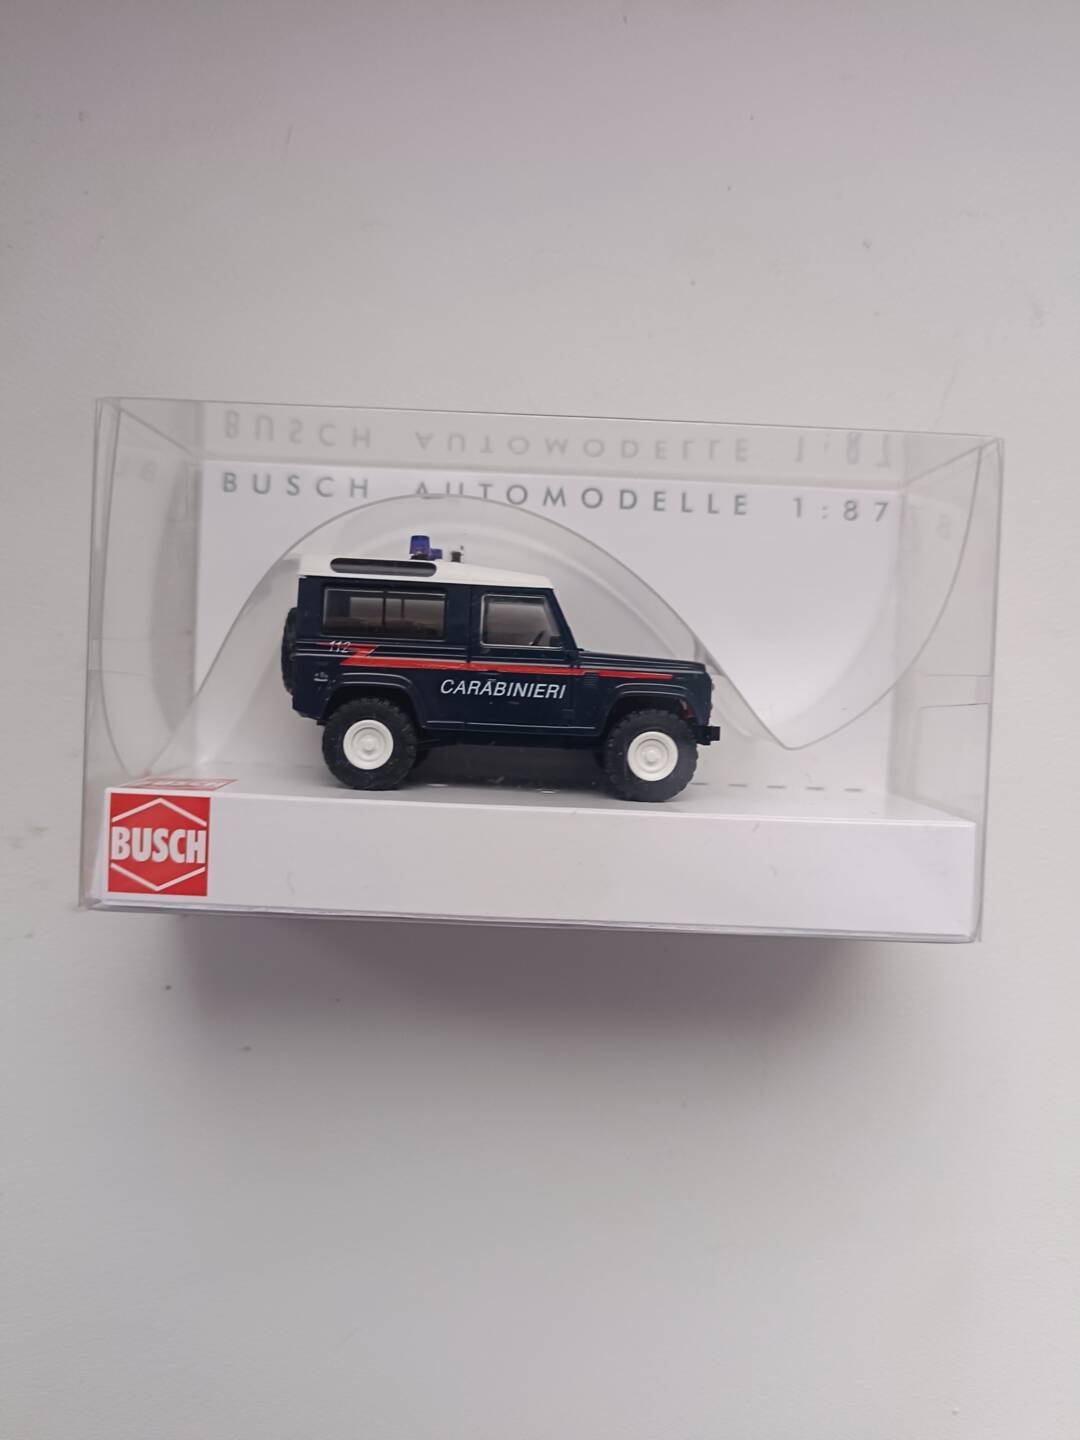 BUSCH AUTOMODELLE 1:87
112
CARABINIERI
BUSCH